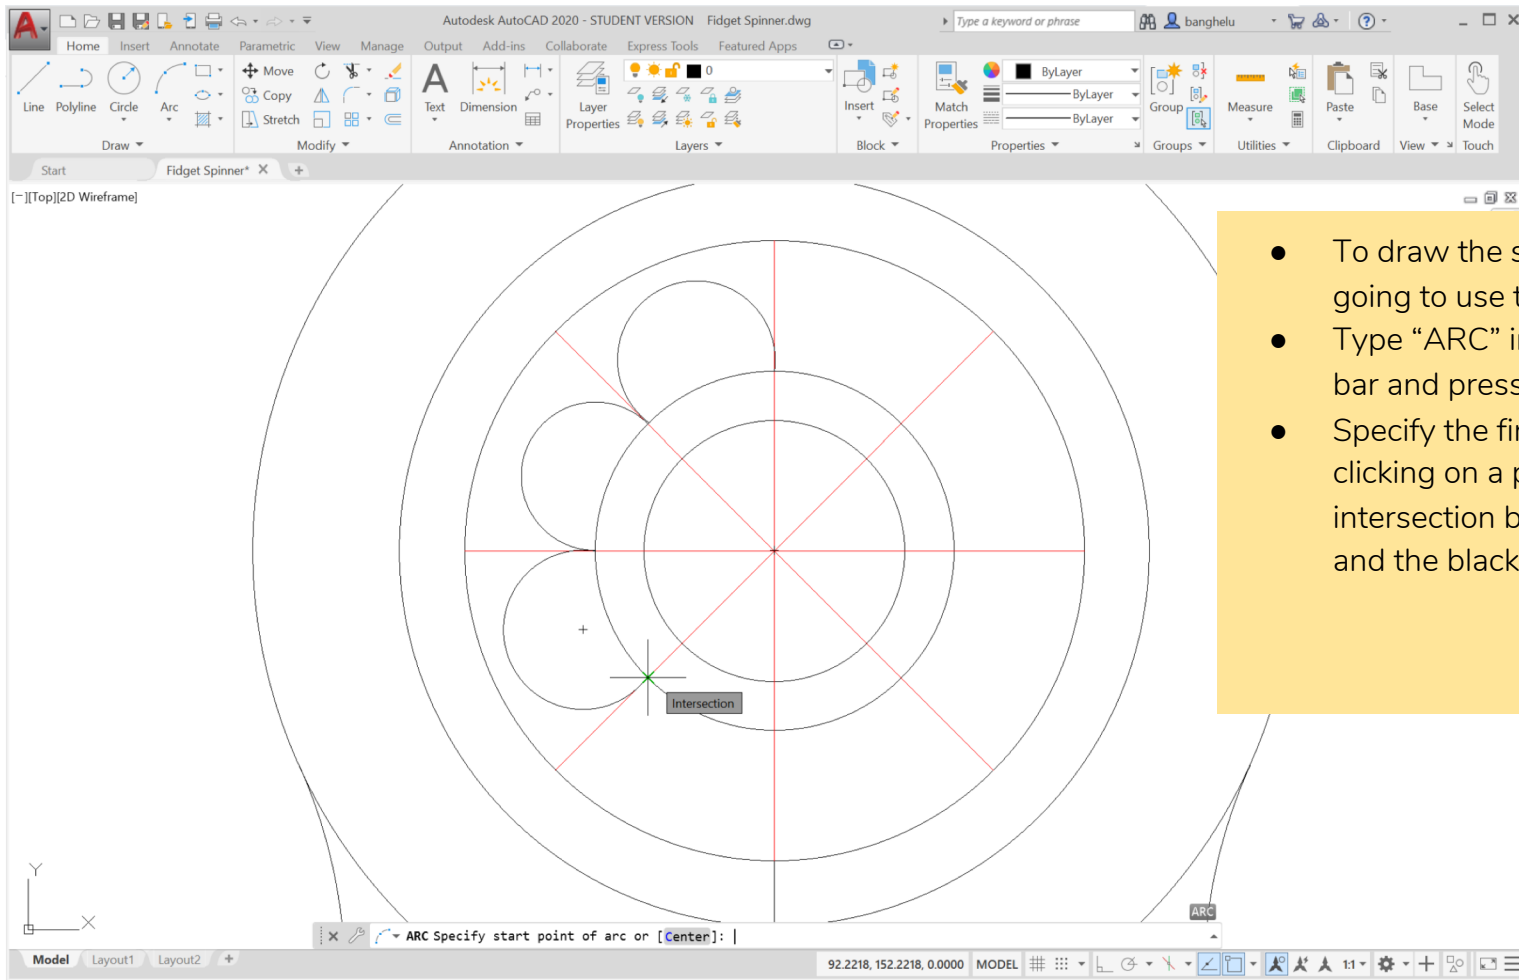 Autodesk AutoCAD 2020 - STUDENT VERSION Fidget Spinner.dwg
Type a keyword or phrase
banghelu
Home Insert Annotate Parametric View Manage Output Add-ins Collaborate Express Tools Featured Apps
Line Polyline Circle Arc
Move
Copy
Stretch
Text Dimension
Layer
Properties
0
Insert
Match
Properties
ByLayer
ByLayer
ByLayer
Group
Measure
Paste
Base
Select
Mode
Draw Modify Annotation Layers Block Properties Groups Utilities Clipboard View Touch
Start Fidget Spinner* +
[−][Top][2D Wireframe]
● To draw the s
going to use t
● Type “ARC” i
bar and press
● Specify the fi
clicking on a p
intersection b
and the black
Intersection
Y
X
ARC
ARC Specify start point of arc or [Center]:
Model Layout1 Layout2 +
92.2218, 152.2218, 0.0000 MODEL 1:1